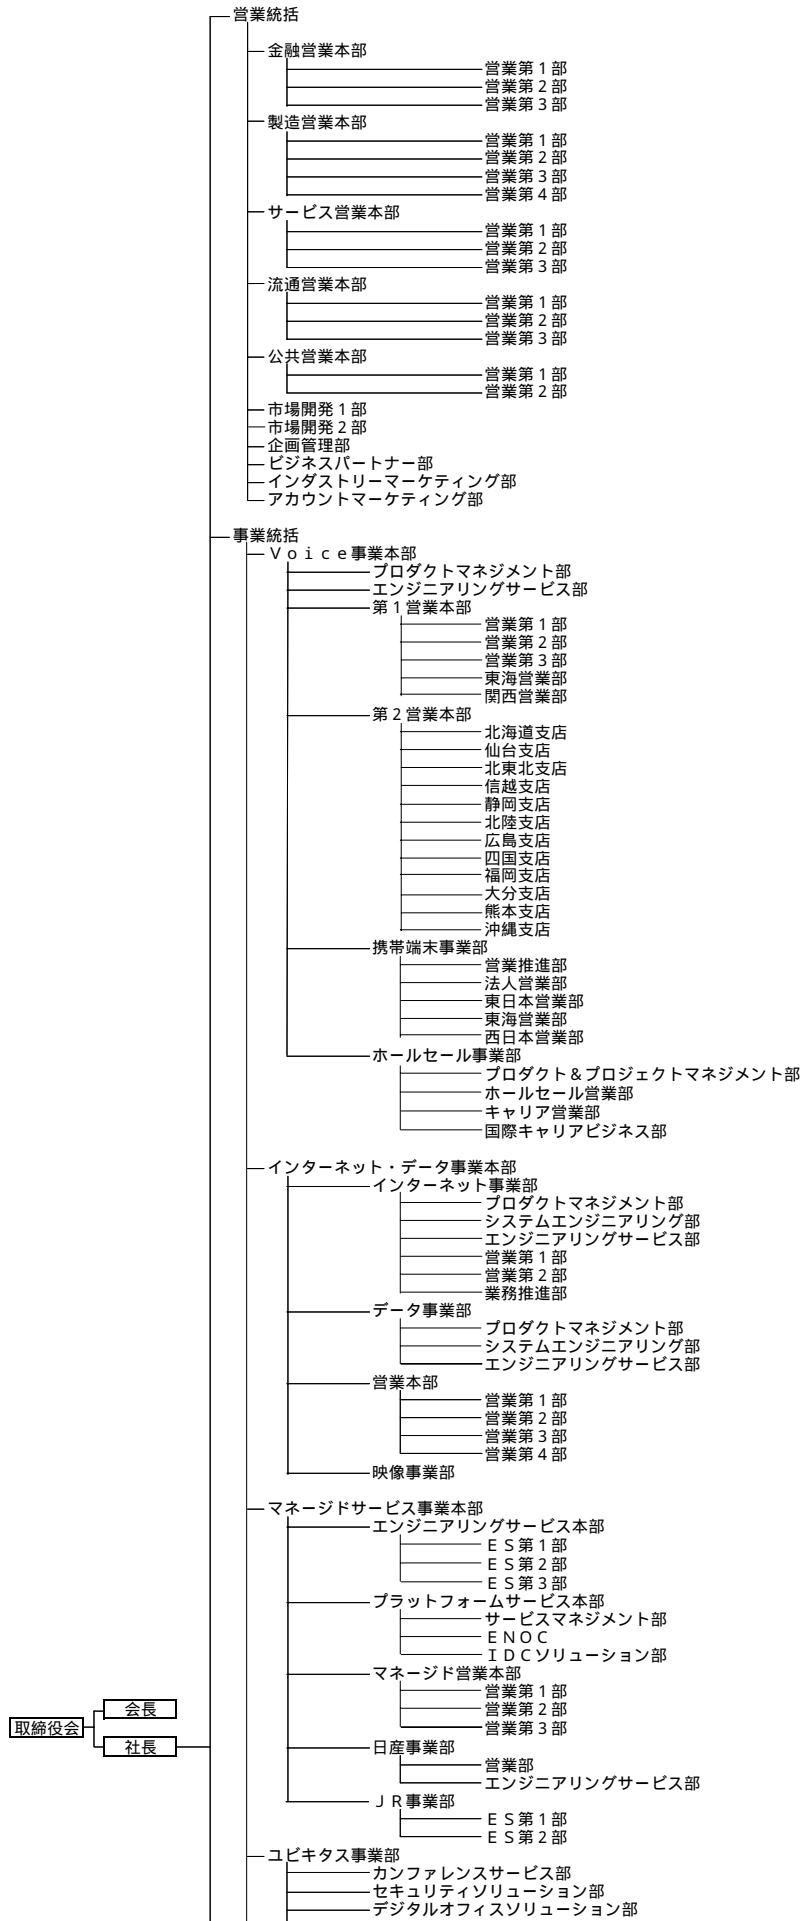 営業統括
金融営業本部
営業第1部
営業第2部
営業第3部
製造営業本部
営業第1部
営業第2部
営業第3部
営業第4部
サービス営業本部
営業第1部
営業第2部
営業第3部
流通営業本部
営業第1部
営業第2部
営業第3部
公共営業本部
営業第1部
営業第2部
市場開発1部
市場開発2部
企画管理部
ビジネスパートナー部
インダストリーマーケティング部
アカウントマーケティング部
事業統括
Ｖｏｉｃｅ事業本部
プロダクトマネジメント部
エンジニアリングサービス部
第1営業本部
営業第1部
営業第2部
営業第3部
東海営業部
関西営業部
第2営業本部
北海道支店
仙台支店
北東北支店
信越支店
静岡支店
北陸支店
広島支店
四国支店
福岡支店
大分支店
熊本支店
沖縄支店
携帯端末事業部
営業推進部
法人営業部
東日本営業部
東海営業部
西日本営業部
ホールセール事業部
プロダクト＆プロジェクトマネジメント部
ホールセール営業部
キャリア営業部
国際キャリアビジネス部
インターネット・データ事業本部
インターネット事業部
プロダクトマネジメント部
システムエンジニアリング部
エンジニアリングサービス部
営業第1部
営業第2部
業務推進部
データ事業部
プロダクトマネジメント部
システムエンジニアリング部
エンジニアリングサービス部
営業本部
営業第1部
営業第2部
営業第3部
営業第4部
映像事業部
マネージドサービス事業本部
エンジニアリングサービス本部
ＥＳ第1部
ＥＳ第2部
ＥＳ第3部
プラットフォームサービス本部
サービスマネジメント部
ＥＮＯＣ
ＩＤＣソリューション部
マネージド営業本部
営業第1部
営業第2部
営業第3部
会長
取締役会
社長
日産事業部
営業部
エンジニアリングサービス部
ＪＲ事業部
ＥＳ第1部
ＥＳ第2部
ユビキタス事業部
カンファレンスサービス部
セキュリティソリューション部
デジタルオフィスソリューション部